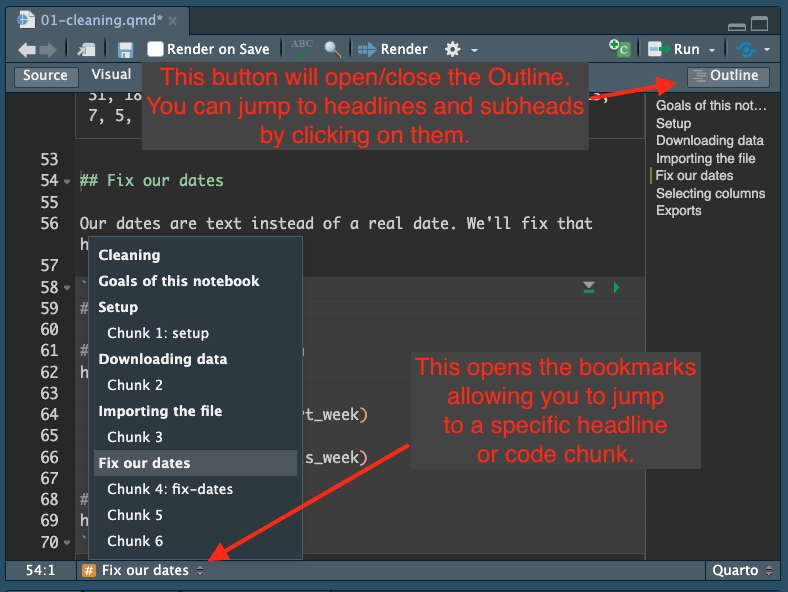 01-cleaning.qmd*
Render on Save
ABC
Render
Run
Source
Visual
Outline
This button will open/close the Outline.
You can jump to headlines and subheads
by clicking on them.
31, 18
7, 5,
53
54 ## Fix our dates
55
56 Our dates are text instead of a real date. We'll fix that
h
57
58 `
59 #
60
61 #
62 h
63
64 t_week)
65
66 s_week)
67
68 #
69 h
70 `
Cleaning
Goals of this notebook
Setup
Chunk 1: setup
Downloading data
Chunk 2
Importing the file
Chunk 3
Fix our dates
Chunk 4: fix-dates
Chunk 5
Chunk 6
This opens the bookmarks
allowing you to jump
to a specific headline
or code chunk.
Goals of this not...
Setup
Downloading data
Importing the file
Fix our dates
Selecting columns
Exports
54:1
# Fix our dates
Quarto